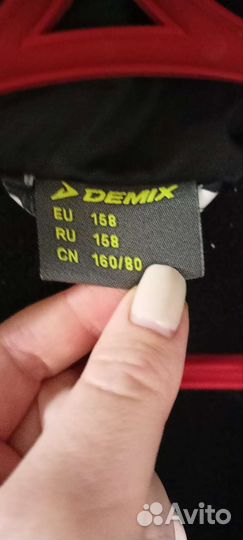 DEMIX
EU 158
RU 158
CN 160/80
Avito